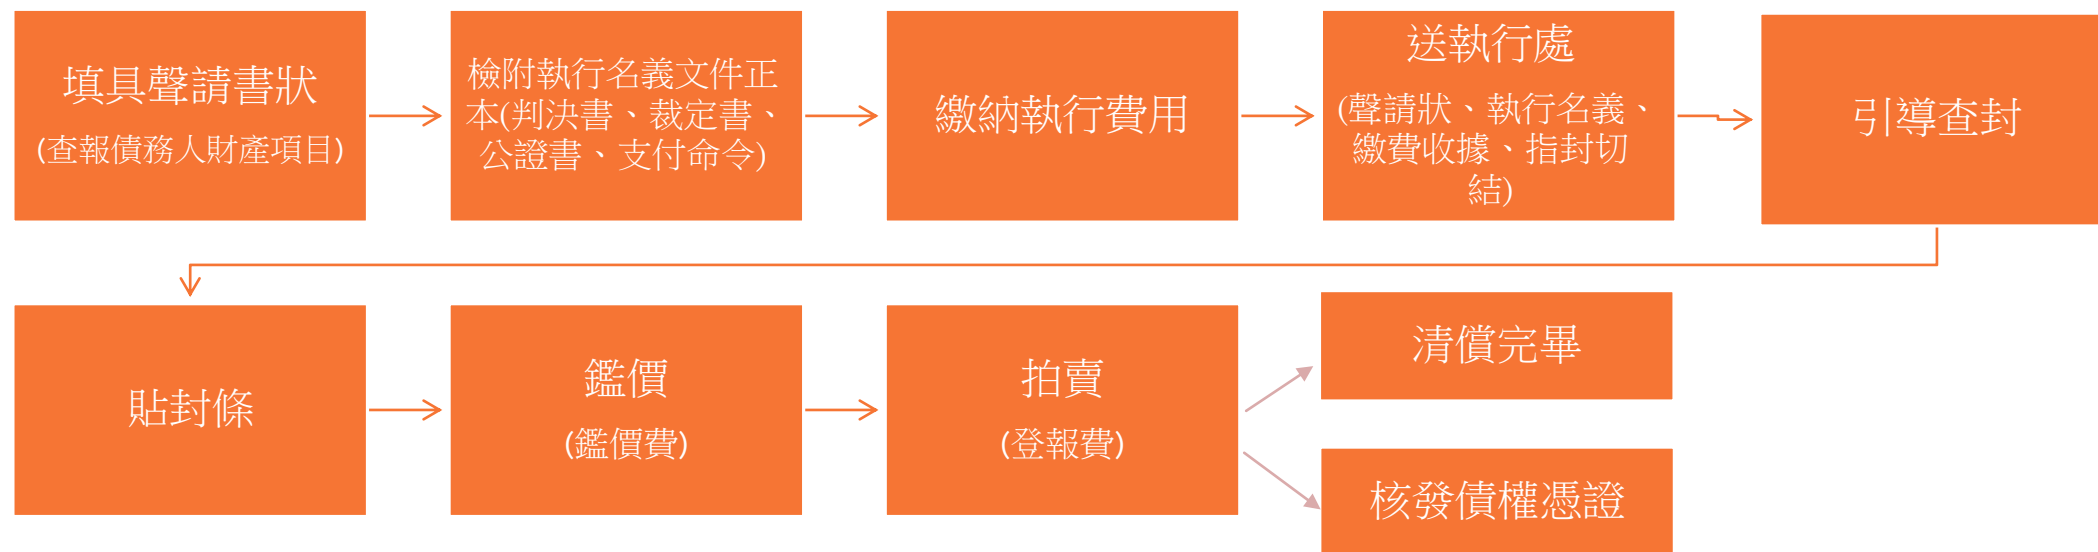 填具聲請書狀
(查報債務人財產項目)
檢附執行名義文件正
本(判決書、裁定書、
公證書、支付命令)
繳納執行費用
送執行處
(聲請狀、執行名義、
繳費收據、指封切
結)
引導查封
貼封條
鑑價
(鑑價費)
拍賣
(登報費)
清償完畢
核發債權憑證